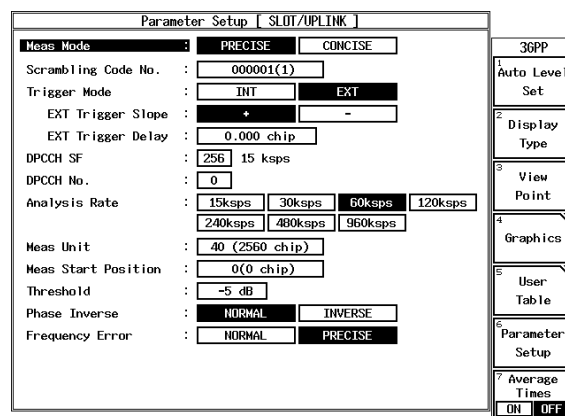 Parameter Setup [ SLOT/UPLINK ]
Meas Mode : PRECISE CONCISE
Scrambling Code No. : 000001(1)
Trigger Mode : INT EXT
EXT Trigger Slope : + -
EXT Trigger Delay : 0.000 chip
DPCCH SF : 256 15 ksps
DPCCH No. : 0
Analysis Rate : 15ksps 30ksps 60ksps 120ksps
240ksps 480ksps 960ksps
Meas Unit : 40 (2560 chip)
Meas Start Position : 0(0 chip)
Threshold : -5 dB
Phase Inverse : NORMAL INVERSE
Frequency Error : NORMAL PRECISE
3GPP
1
Auto Level
Set
2
Display
Type
3
View
Point
4
Graphics
5
User
Table
6
Parameter
Setup
7
Average
Times
ON OFF